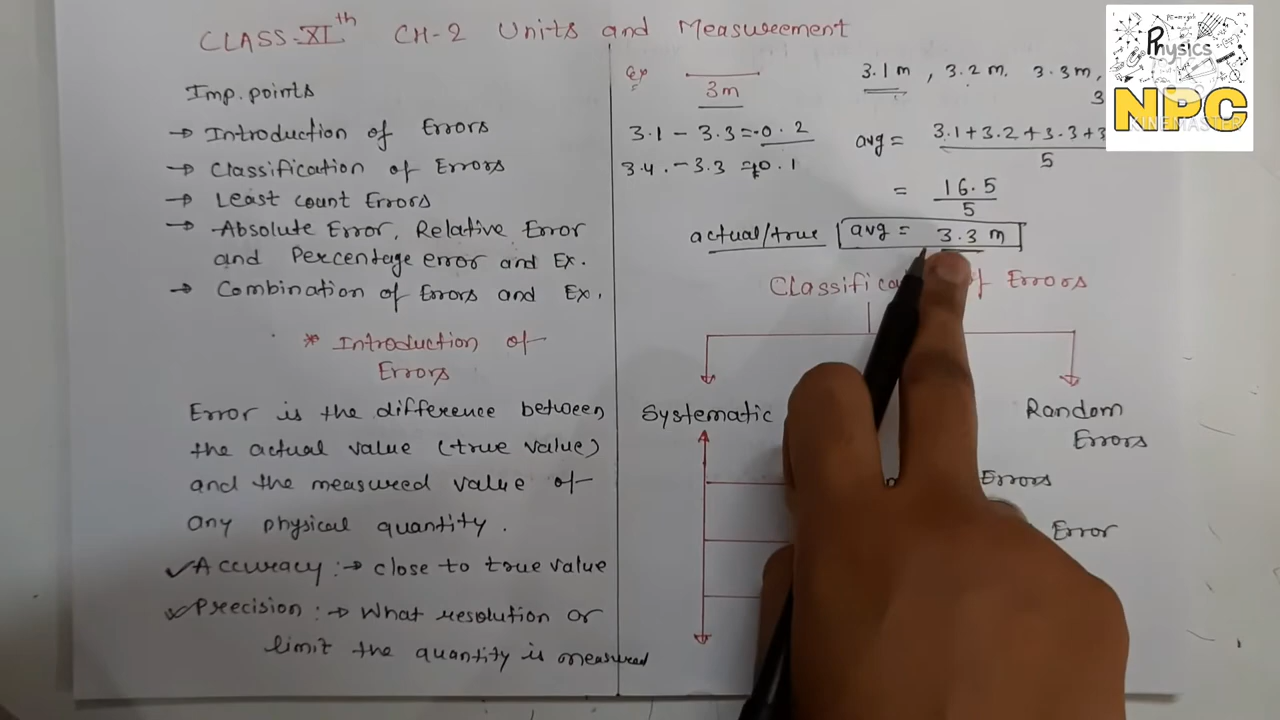 CLASS-XIth CH-2 Units and Measurement
Imp. points
→ Introduction of Errors
→ Classification of Errors
→ Least count Errors
→ Absolute Error, Relative Error
and Percentage error and Ex.
→ Combination of Errors and Ex.
* Introduction of
Errors
Error is the difference between
the actual value (true value)
and the measured value of
any physical quantity.
✓Accuracy :→ close to true value
✓Precision :→ What resolution or
limit the quantity is measured
Ex
3m
3.1 m , 3.2 m. 3.3m,
3
3.1 - 3.3 = -0.2
3.4. - 3.3 = +0.1
avg = 3.1+3.2+3.3+3
5
= 16.5
5
actual/true avg = 3.3 m
of Errors
Systematic
Random
Errors
Errors
Error
Physics
NPC
KINEMASTER